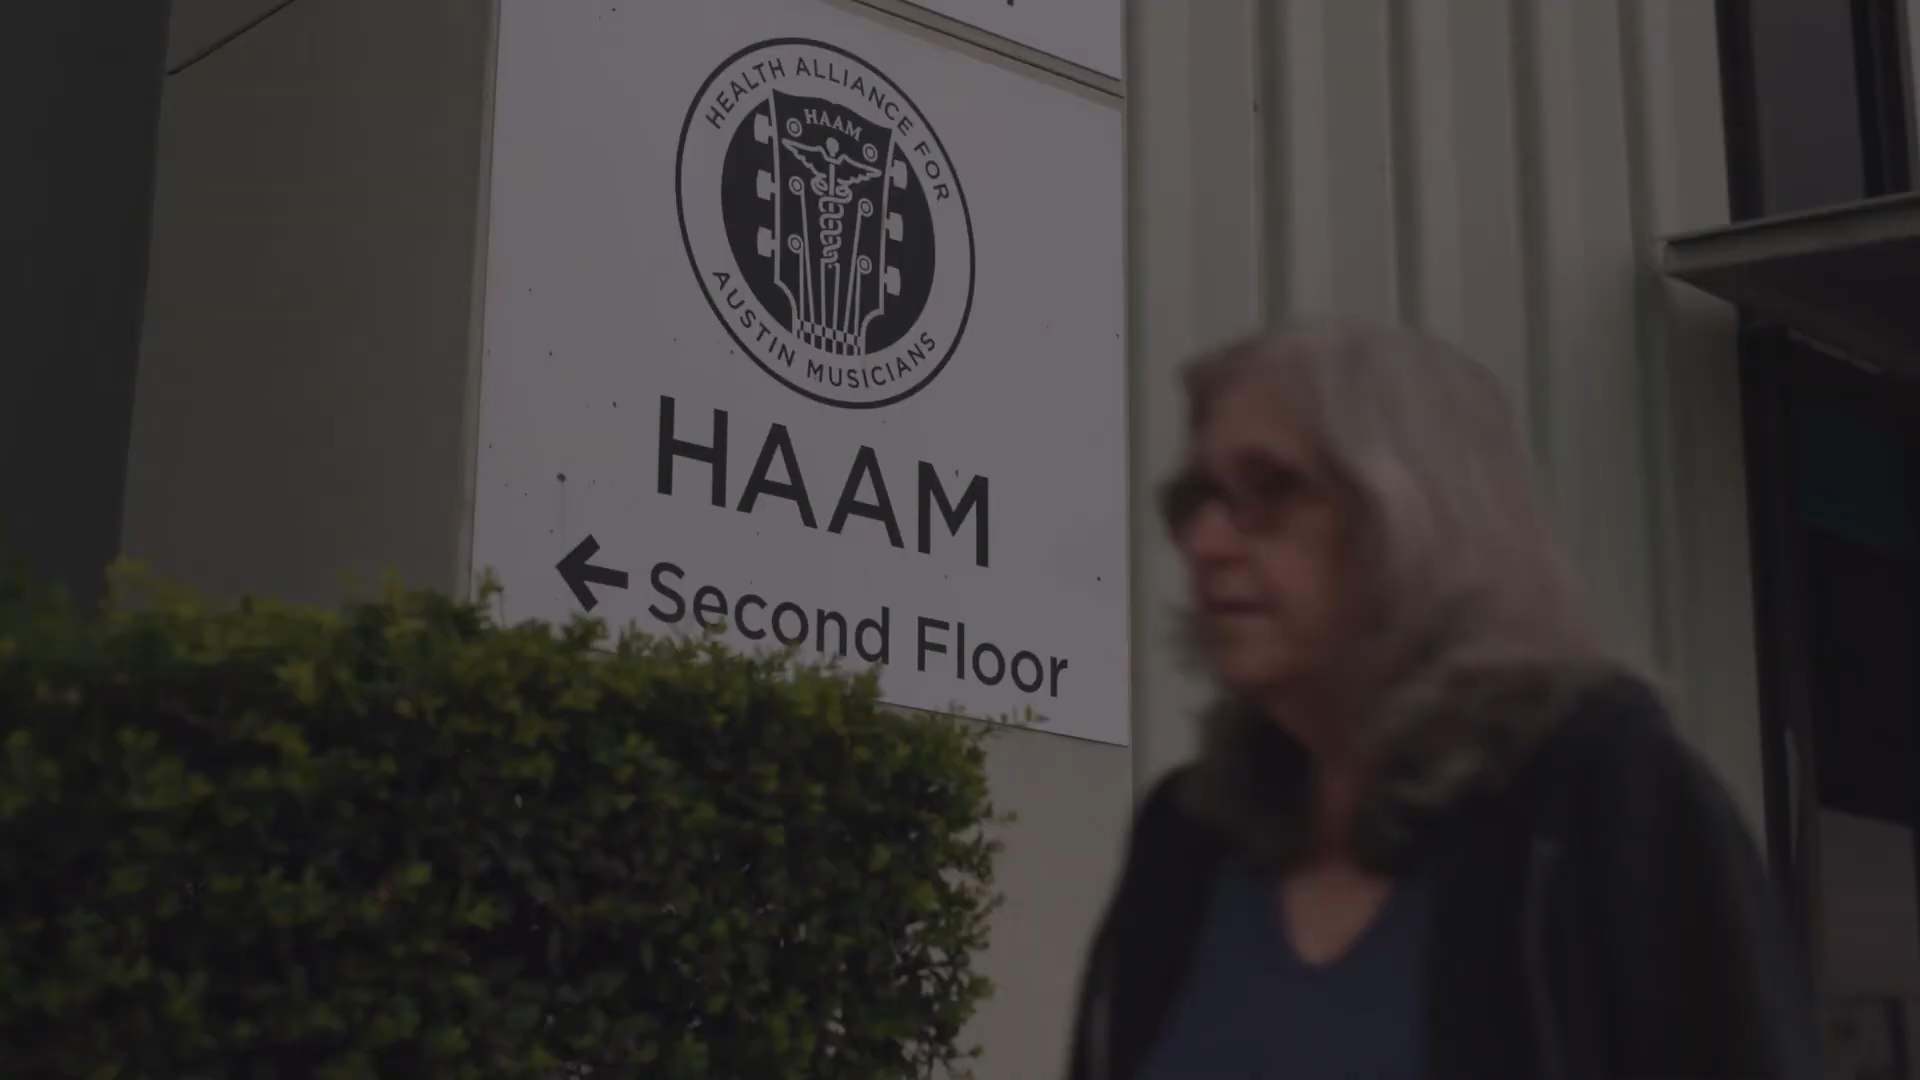 HEALTH ALLIANCE FOR
HAAM
AUSTIN MUSICIANS
HAAM
← Second Floor